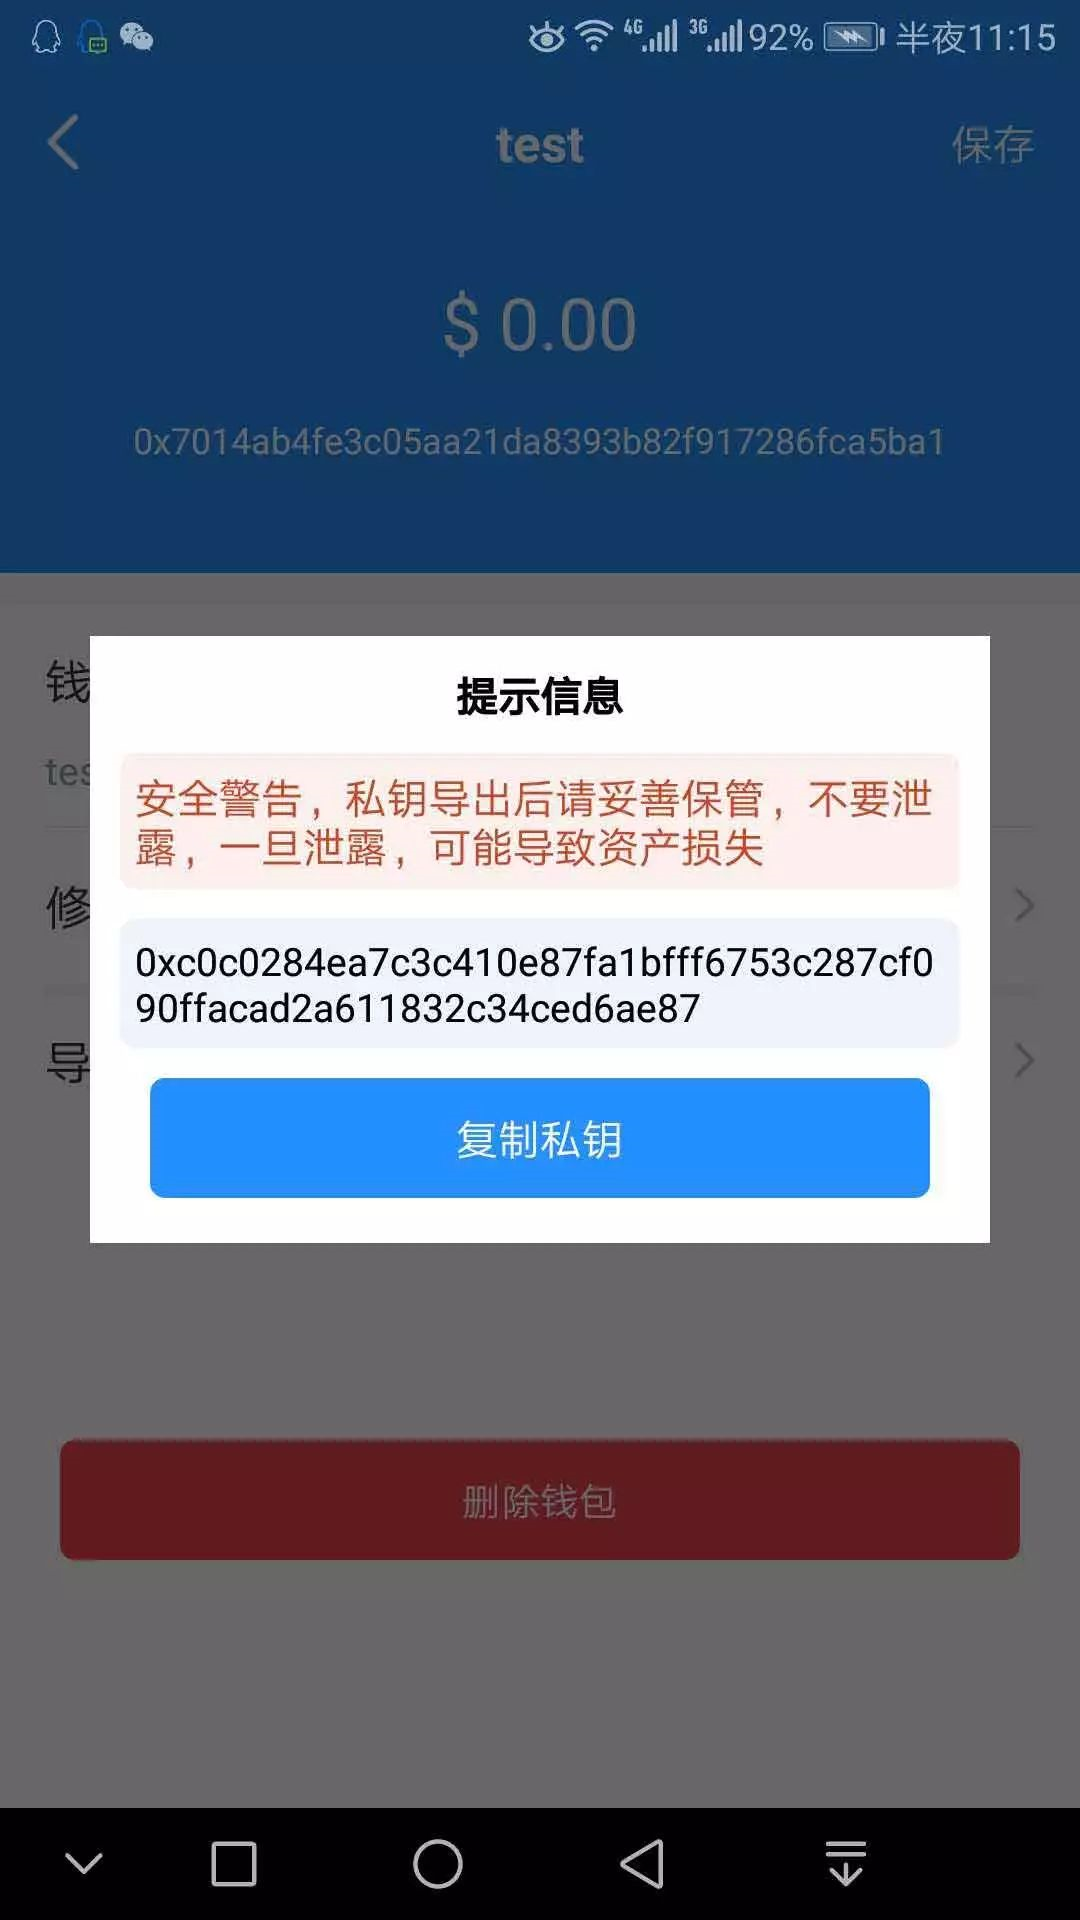 4G 3G 92% 半夜11:15
test
保存
$ 0.00
0x7014ab4fe3c05aa21da8393b82f917286fca5ba1
钱
tes
修
导
提示信息
安全警告，私钥导出后请妥善保管，不要泄
露，一旦泄露，可能导致资产损失
0xc0c0284ea7c3c410e87fa1bfff6753c287cf0
90ffacad2a611832c34ced6ae87
复制私钥
删除钱包